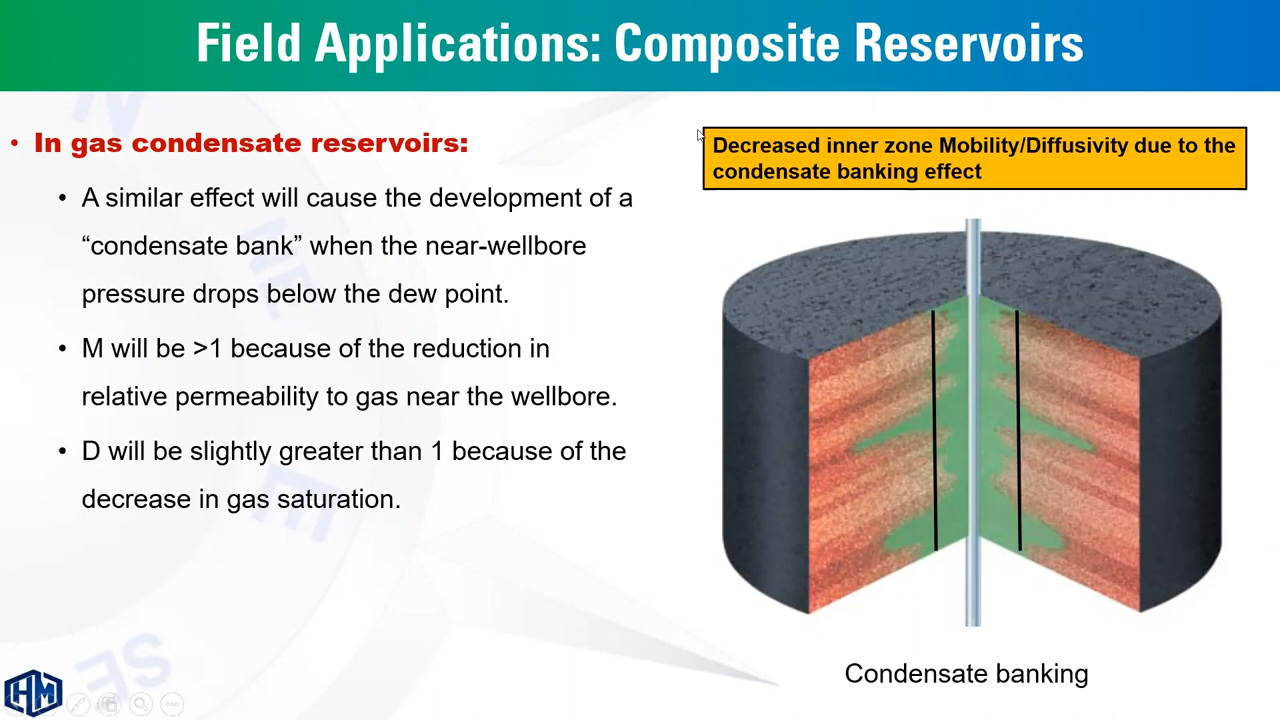 Field Applications: Composite Reservoirs
• In gas condensate reservoirs:
• A similar effect will cause the development of a
“condensate bank” when the near-wellbore
pressure drops below the dew point.
• M will be >1 because of the reduction in
relative permeability to gas near the wellbore.
• D will be slightly greater than 1 because of the
decrease in gas saturation.
Decreased inner zone Mobility/Diffusivity due to the
condensate banking effect
Condensate banking
N
NE
E
SE
HM